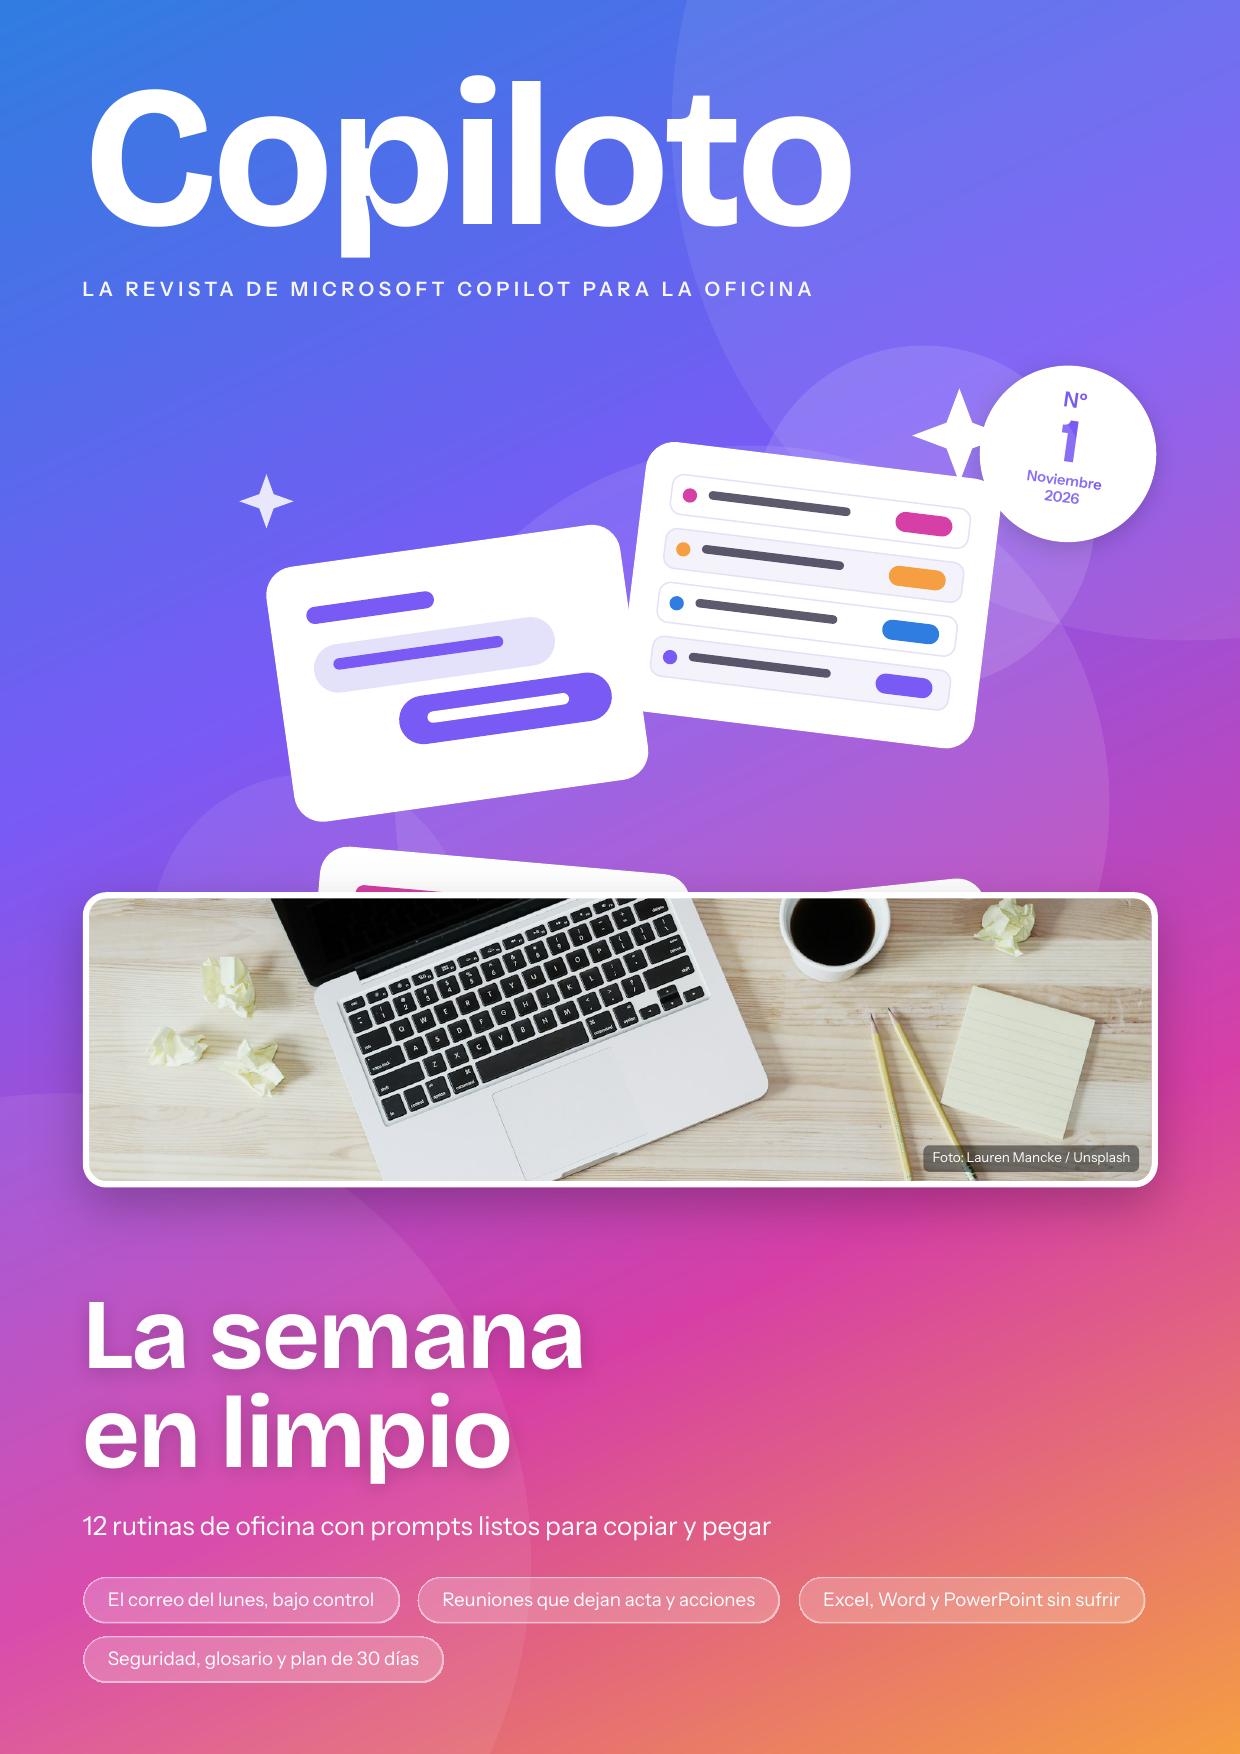 Copiloto
LA REVISTA DE MICROSOFT COPILOT PARA LA OFICINA
Nº
1
Noviembre
2026
Foto: Lauren Mancke / Unsplash
La semana
en limpio
12 rutinas de oficina con prompts listos para copiar y pegar
El correo del lunes, bajo control
Reuniones que dejan acta y acciones
Excel, Word y PowerPoint sin sufrir
Seguridad, glosario y plan de 30 días